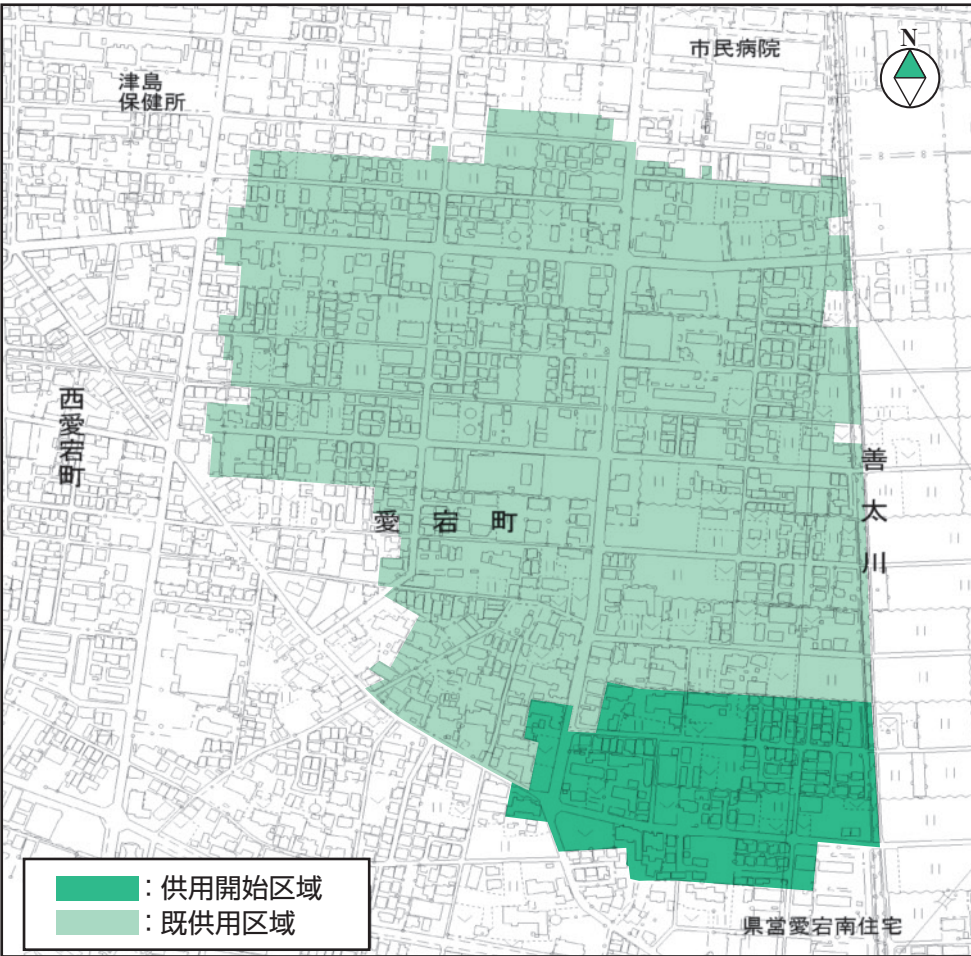 市民病院
N
津島
保健所
西愛宕町
愛宕町
善太川
：供用開始区域
：既供用区域
県営愛宕南住宅